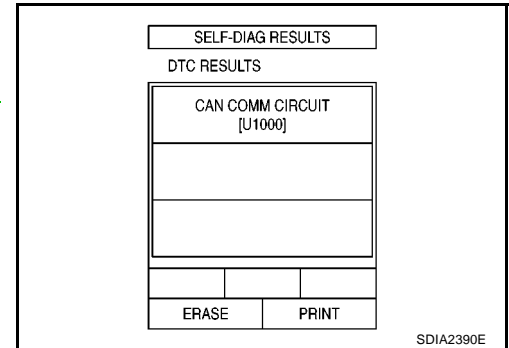 SELF-DIAG RESULTS
DTC RESULTS
CAN COMM CIRCUIT
[U1000]
ERASE
PRINT
SDIA2390E